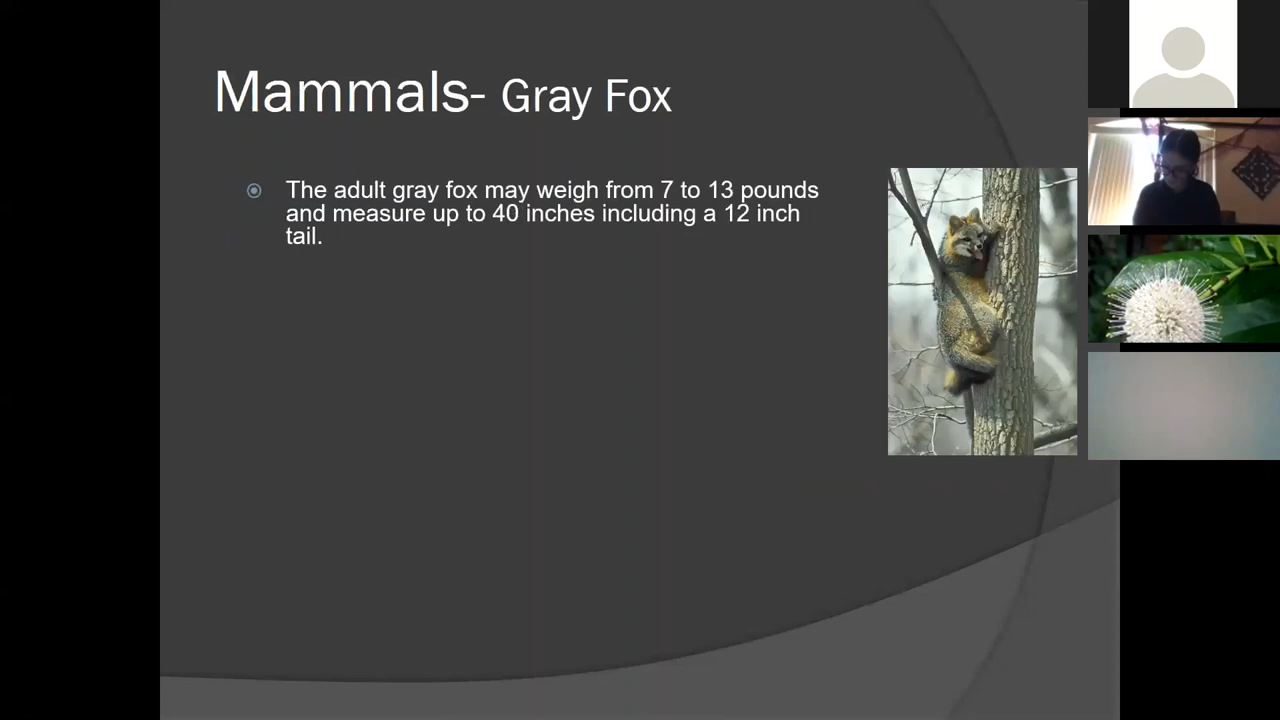 Mammals- Gray Fox
The adult gray fox may weigh from 7 to 13 pounds
and measure up to 40 inches including a 12 inch
tail.